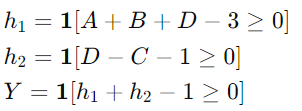 h₁ = 𝟏[A + B + D − 3 ≥ 0]
h₂ = 𝟏[D − C − 1 ≥ 0]
Y = 𝟏[h₁ + h₂ − 1 ≥ 0]